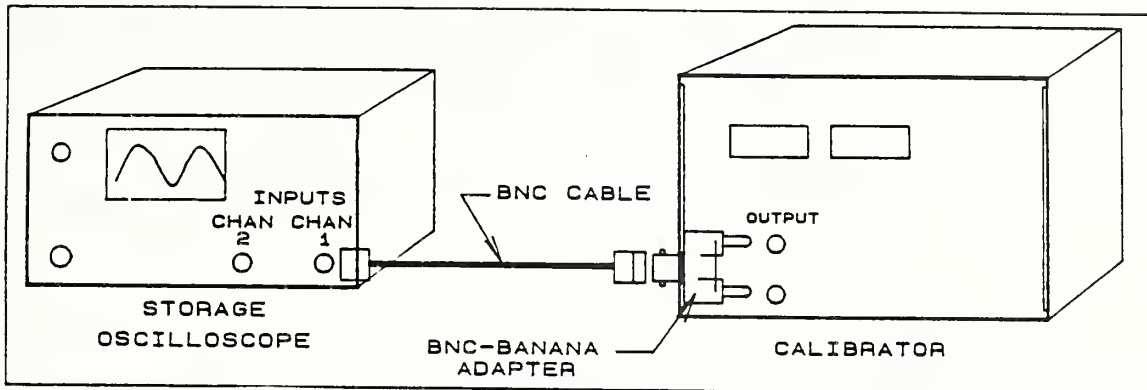 INPUTS
CHAN CHAN
2 1
STORAGE
OSCILLOSCOPE
BNC CABLE
BNC-BANANA
ADAPTER
OUTPUT
CALIBRATOR